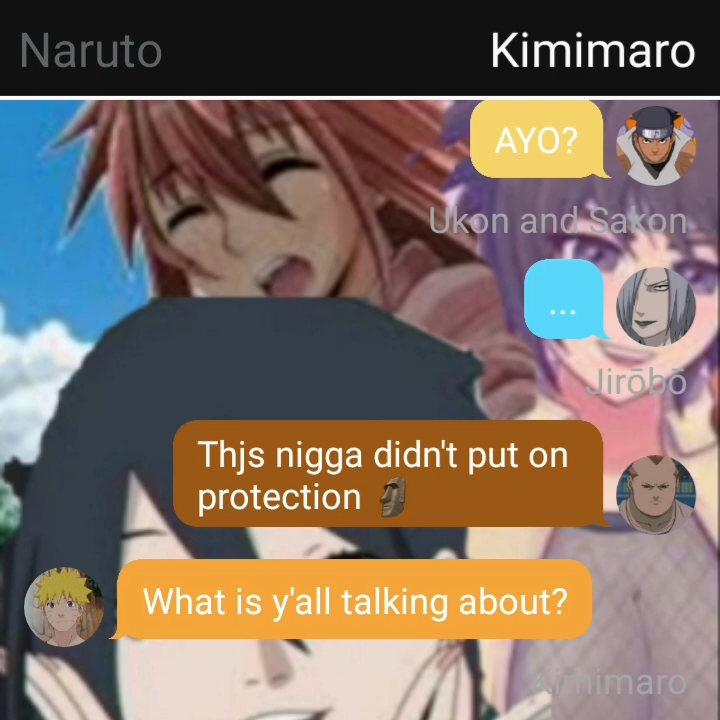 Naruto
Kimimaro
AYO?
Ukon and Sakon
...
Jirōbō
Thjs nigga didn't put on
protection 🗿
What is y'all talking about?
Kimimaro